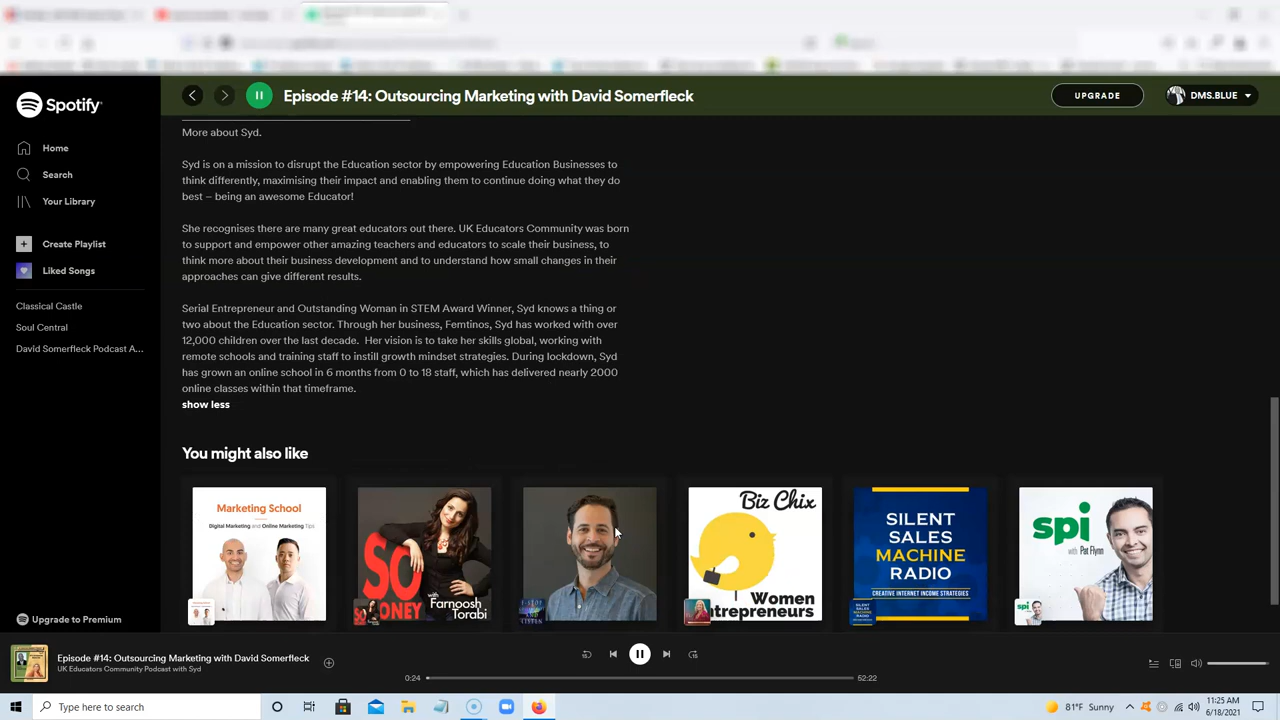 Spotify
Episode #14: Outsourcing Marketing with David Somerfleck
UPGRADE
DMS.BLUE
Home
Search
Your Library
Create Playlist
Liked Songs
Classical Castle
Soul Central
David Somerfleck Podcast A...
Upgrade to Premium
More about Syd.
Syd is on a mission to disrupt the Education sector by empowering Education Businesses to
think differently, maximising their impact and enabling them to continue doing what they do
best – being an awesome Educator!
She recognises there are many great educators out there. UK Educators Community was born
to support and empower other amazing teachers and educators to scale their business, to
think more about their business development and to understand how small changes in their
approaches can give different results.
Serial Entrepreneur and Outstanding Woman in STEM Award Winner, Syd knows a thing or
two about the Education sector. Through her business, Femtinos, Syd has worked with over
12,000 children over the last decade.  Her vision is to take her skills global, working with
remote schools and training staff to instill growth mindset strategies. During lockdown, Syd
has grown an online school in 6 months from 0 to 18 staff, which has delivered nearly 2000
online classes within that timeframe.
show less
You might also like
Marketing School
Digital Marketing and Online Marketing Tips
SO
MONEY
with
Farnoosh
Torabi
Biz Chix
Women
Entrepreneurs
SILENT
SALES
MACHINE
RADIO
CREATIVE INTERNET INCOME STRATEGIES
spi
with Pat Flynn
Episode #14: Outsourcing Marketing with David Somerfleck
UK Educators Community Podcast with Syd
0:24
52:22
Type here to search
81°F Sunny
11:25 AM
6/18/2021